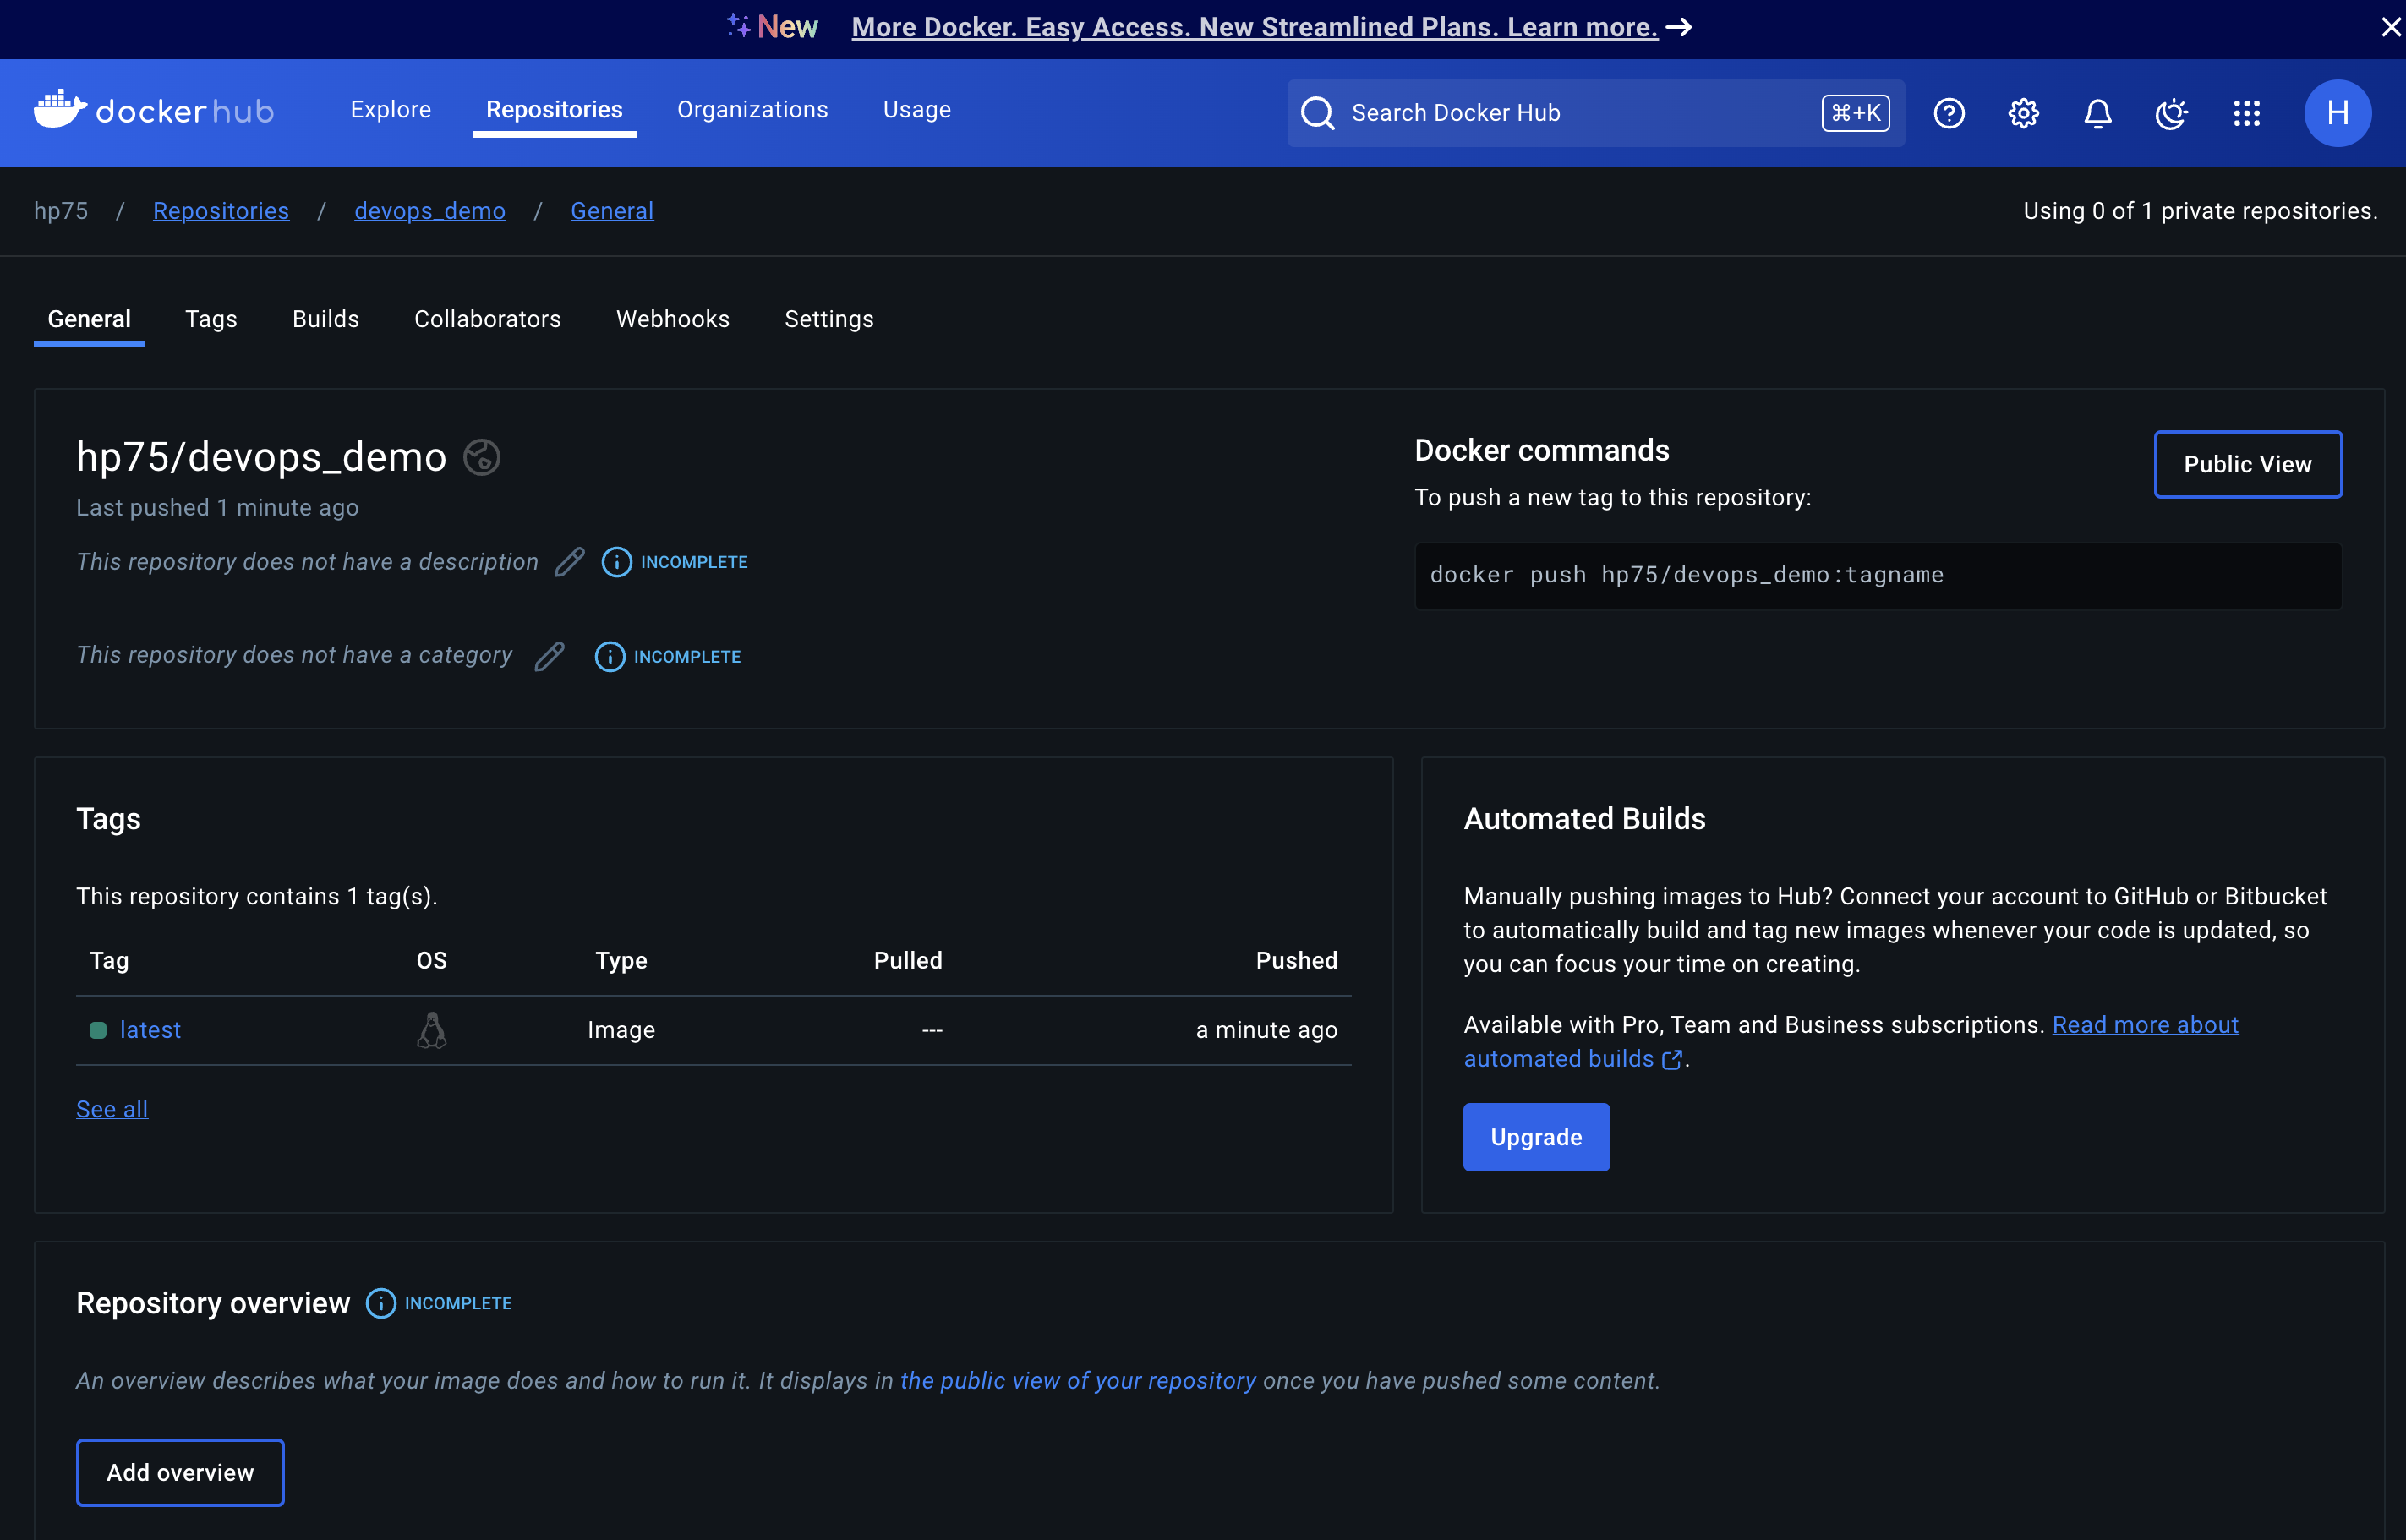 New More Docker. Easy Access. New Streamlined Plans. Learn more.
dockerhub Explore Repositories Organizations Usage Search Docker Hub ⌘+K H
hp75 / Repositories / devops_demo / General Using 0 of 1 private repositories.
General Tags Builds Collaborators Webhooks Settings
hp75/devops_demo
Last pushed 1 minute ago
This repository does not have a description INCOMPLETE
This repository does not have a category INCOMPLETE
Docker commands
Public View
To push a new tag to this repository:
docker push hp75/devops_demo:tagname
Tags
This repository contains 1 tag(s).
Tag OS Type Pulled Pushed
latest Image --- a minute ago
See all
Automated Builds
Manually pushing images to Hub? Connect your account to GitHub or Bitbucket
to automatically build and tag new images whenever your code is updated, so
you can focus your time on creating.
Available with Pro, Team and Business subscriptions. Read more about
automated builds.
Upgrade
Repository overview INCOMPLETE
An overview describes what your image does and how to run it. It displays in the public view of your repository once you have pushed some content.
Add overview